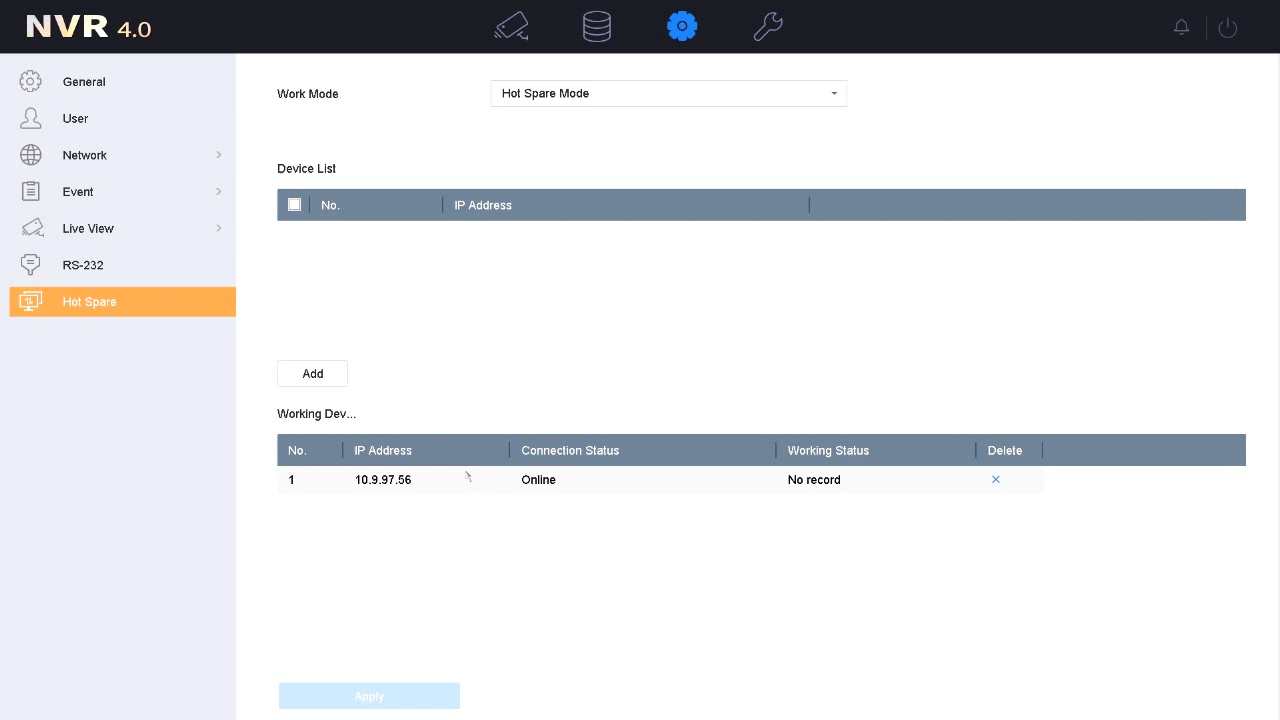 NVR 4.0
General
User
Network
Event
Live View
RS-232
Hot Spare
Work Mode
Hot Spare Mode
Device List
No. IP Address
Add
Working Dev...
No. IP Address Connection Status Working Status Delete
1 10.9.97.56 Online No record
Apply